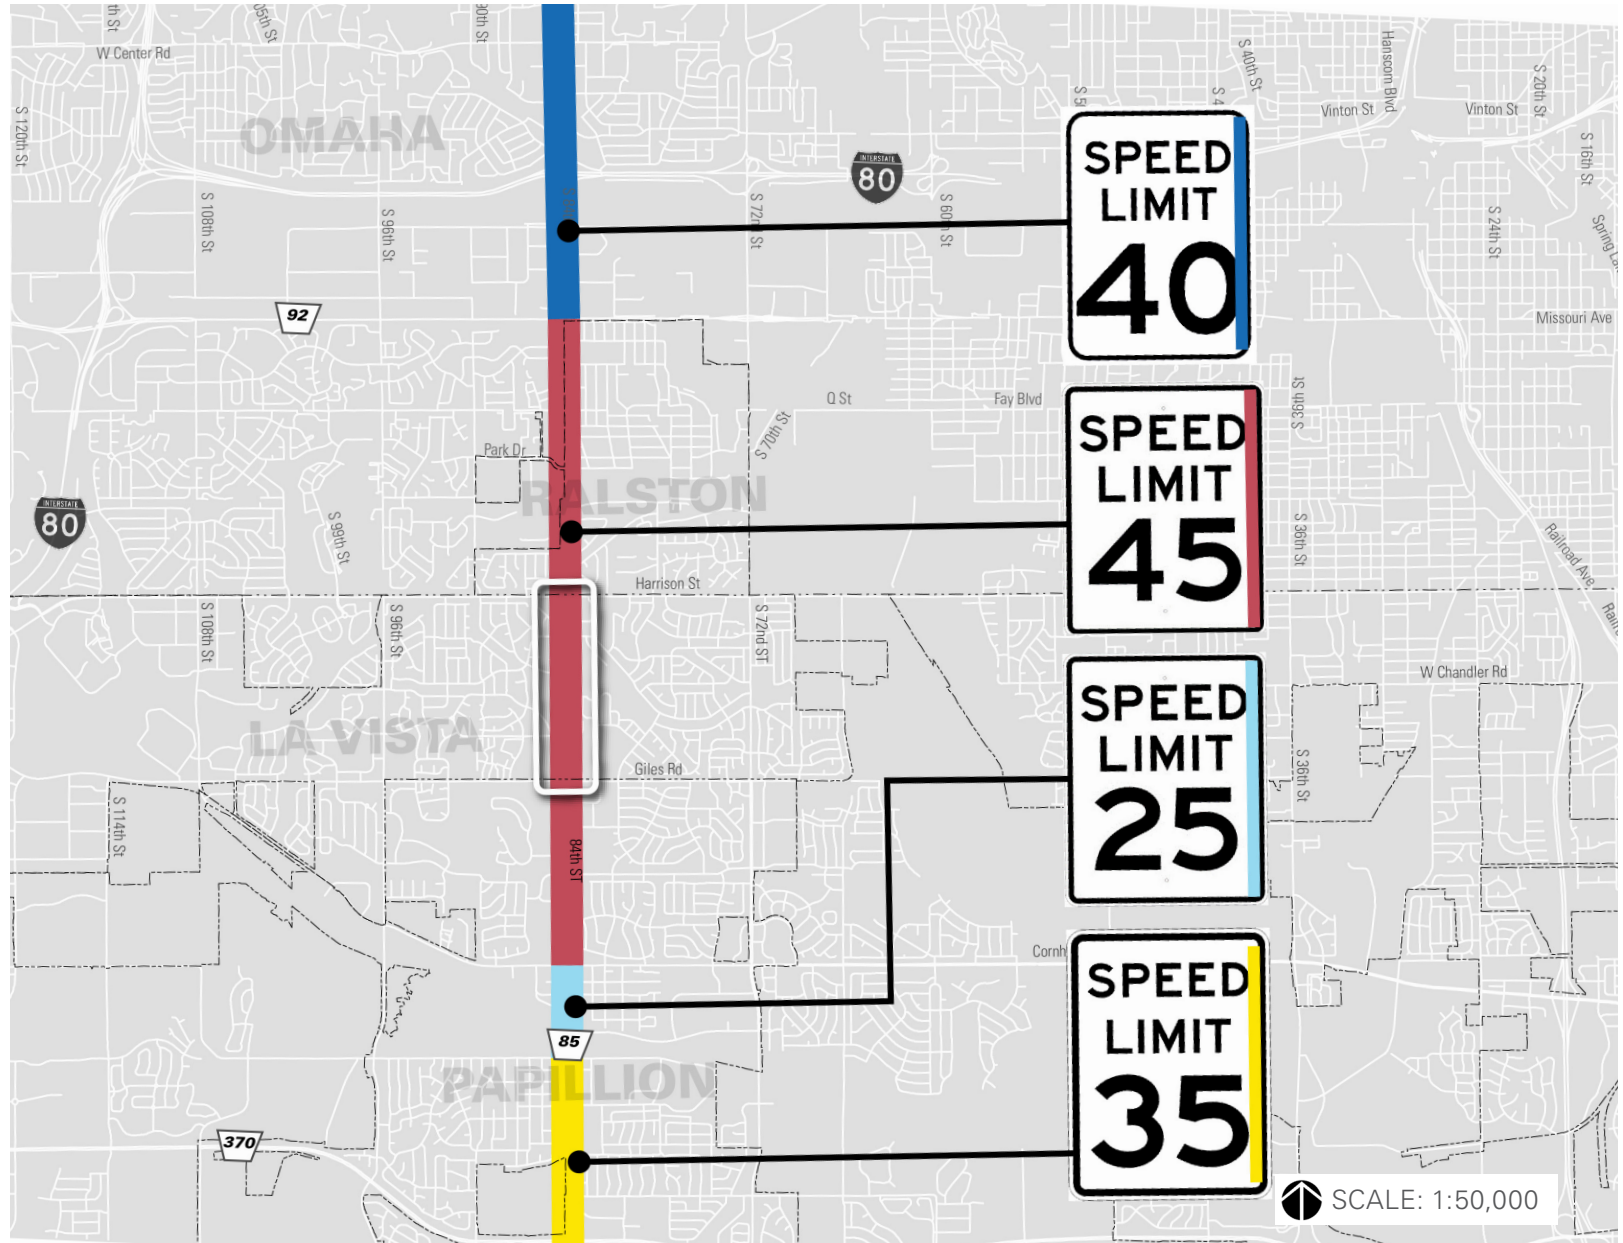 W Center Rd
OMAHA
S 120th St
S 108th St
S 96th St
INTERSTATE
80
S 72nd St
S 60th St
S 40th St
Hanscom Blvd
Vinton St
Vinton St
S 20th St
S 16th St
S 24th St
Missouri Ave
SPEED
LIMIT
40
92
Q St
Fay Blvd
S 70th St
Park Dr
RALSTON
INTERSTATE
80
S 99th St
SPEED
LIMIT
45
S 36th St
S 36th St
Railroad Ave
Harrison St
S 108th St
S 96th St
S 72nd ST
LA VISTA
Giles Rd
W Chandler Rd
SPEED
LIMIT
25
S 36th St
S 114th St
84th ST
Cornh
85
PAPILLION
370
SPEED
LIMIT
35
SCALE: 1:50,000